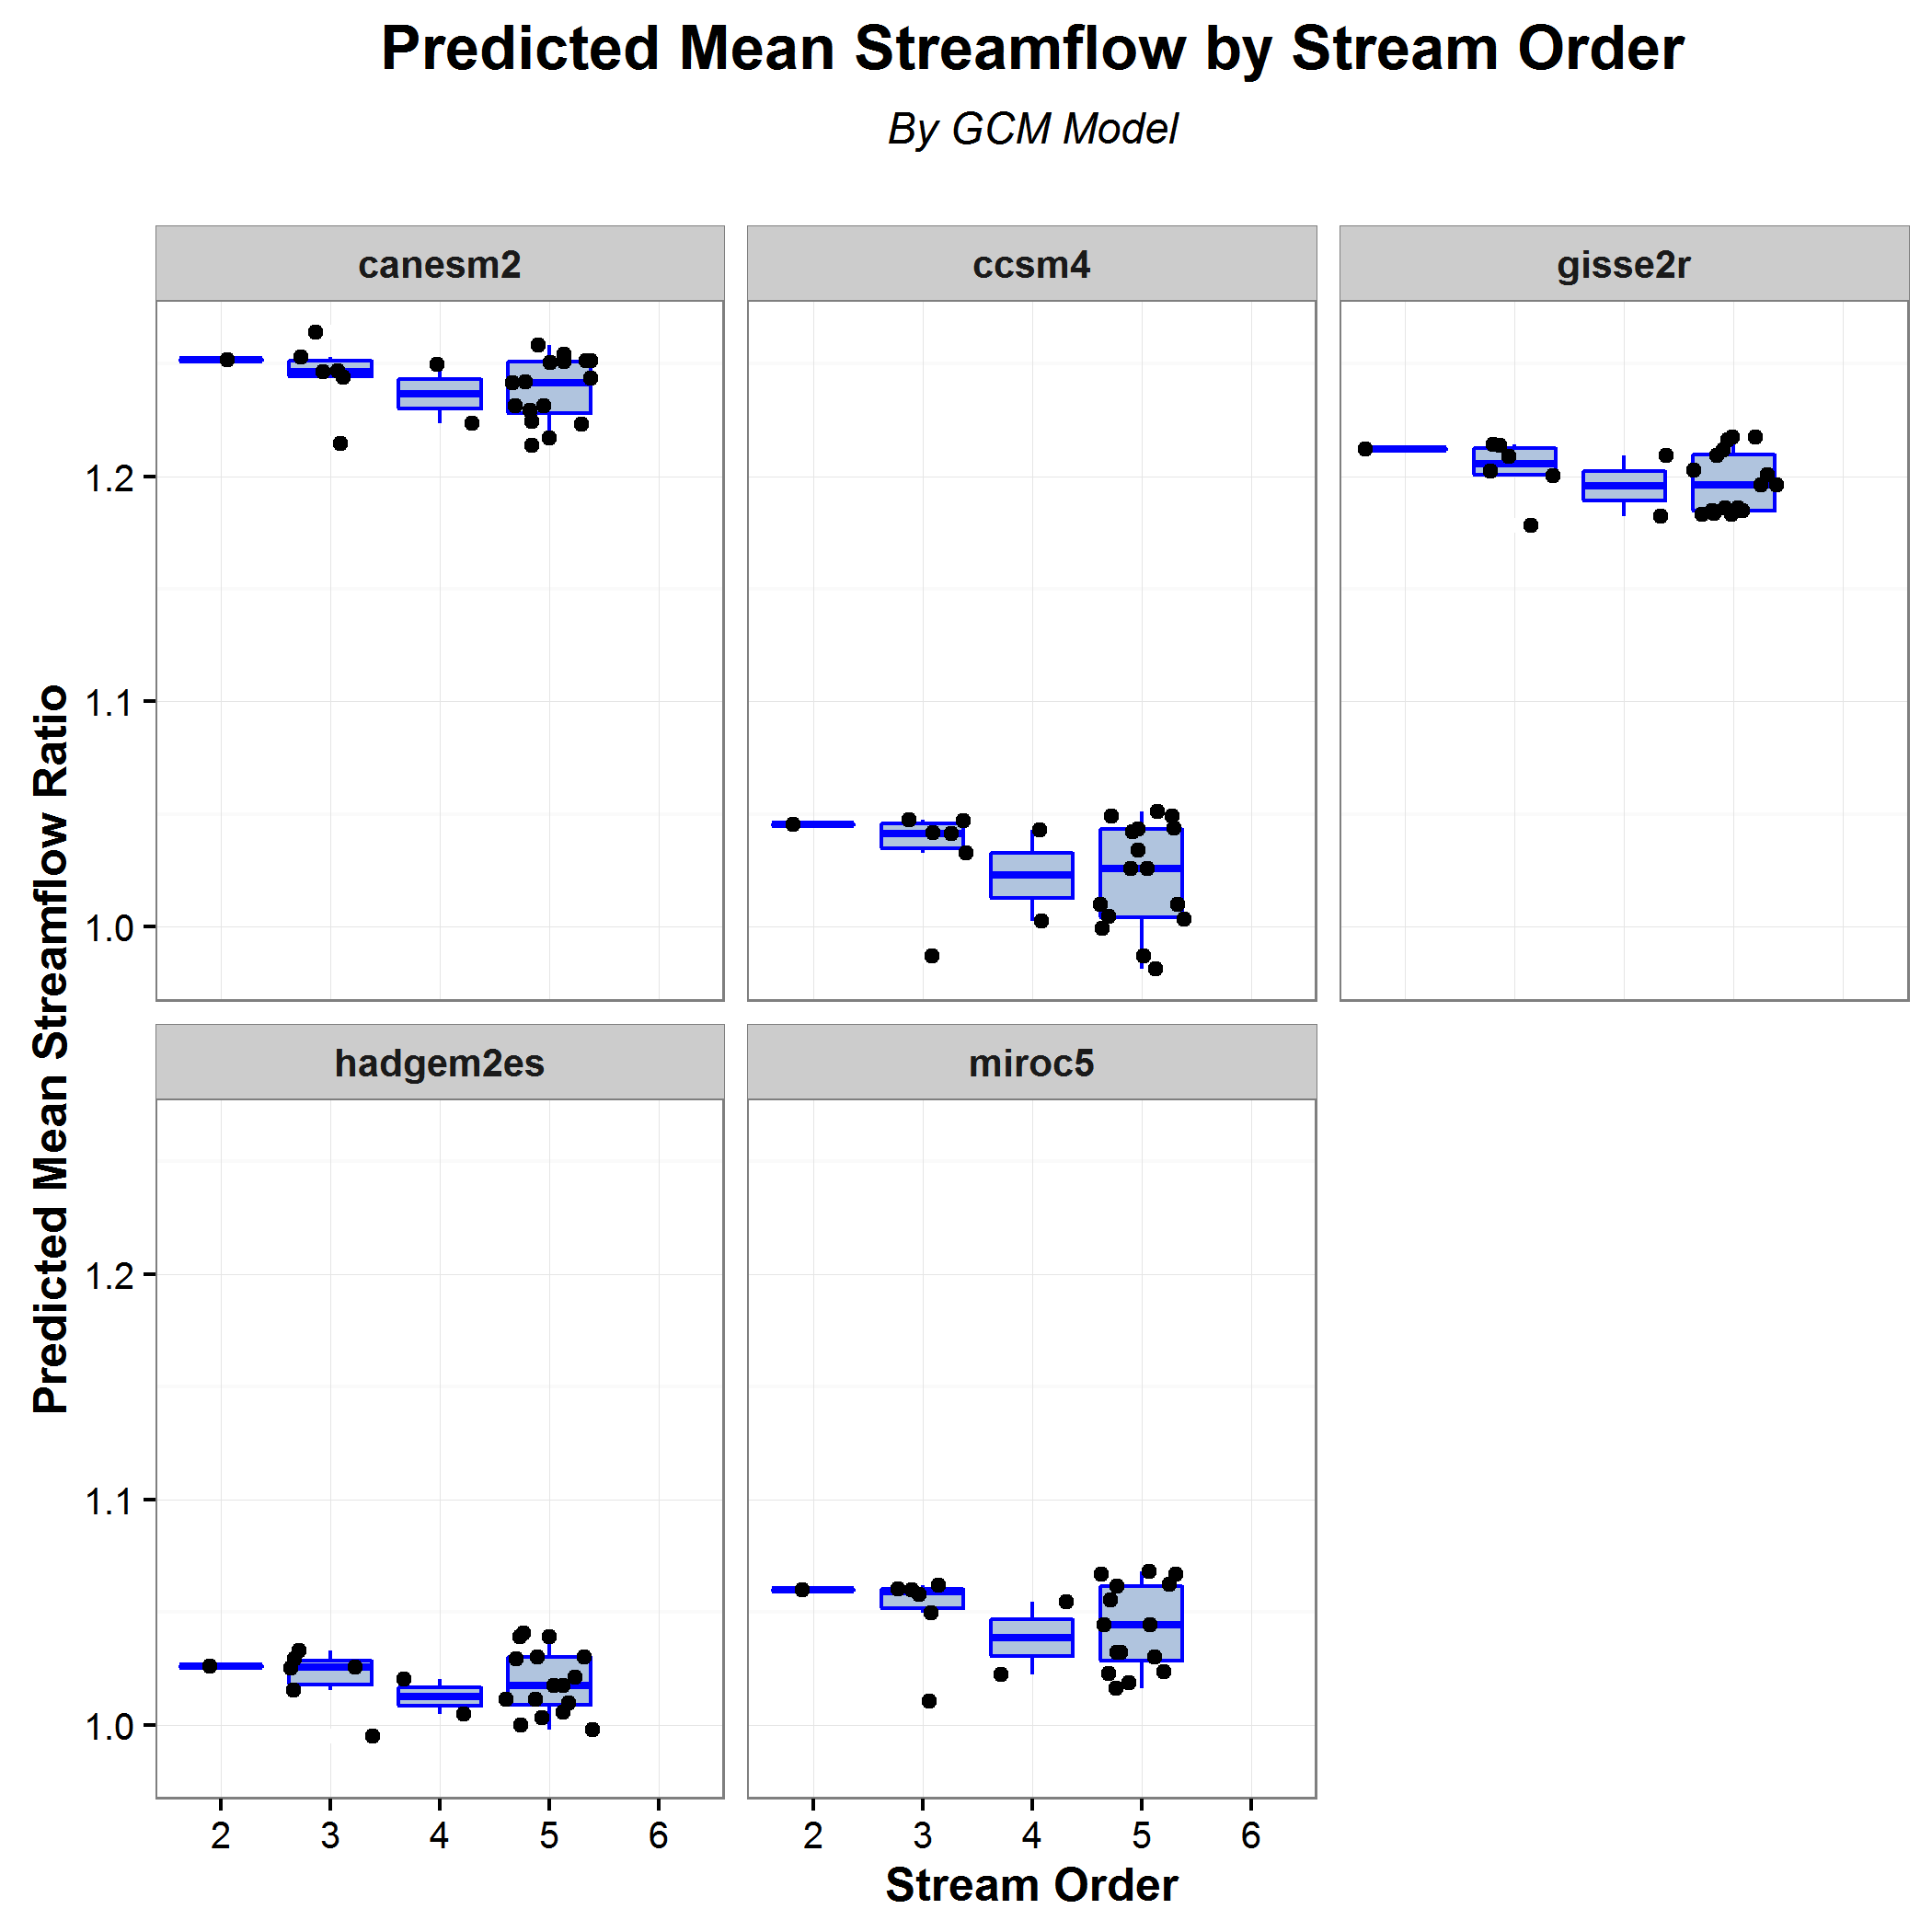 Predicted Mean Streamflow by Stream Order
By GCM Model
canesm2
ccsm4
gisse2r
1.2
1.1
1.0
Predicted Mean Streamflow Ratio
hadgem2es
miroc5
1.2
1.1
1.0
2 3 4 5 6
2 3 4 5 6
Stream Order